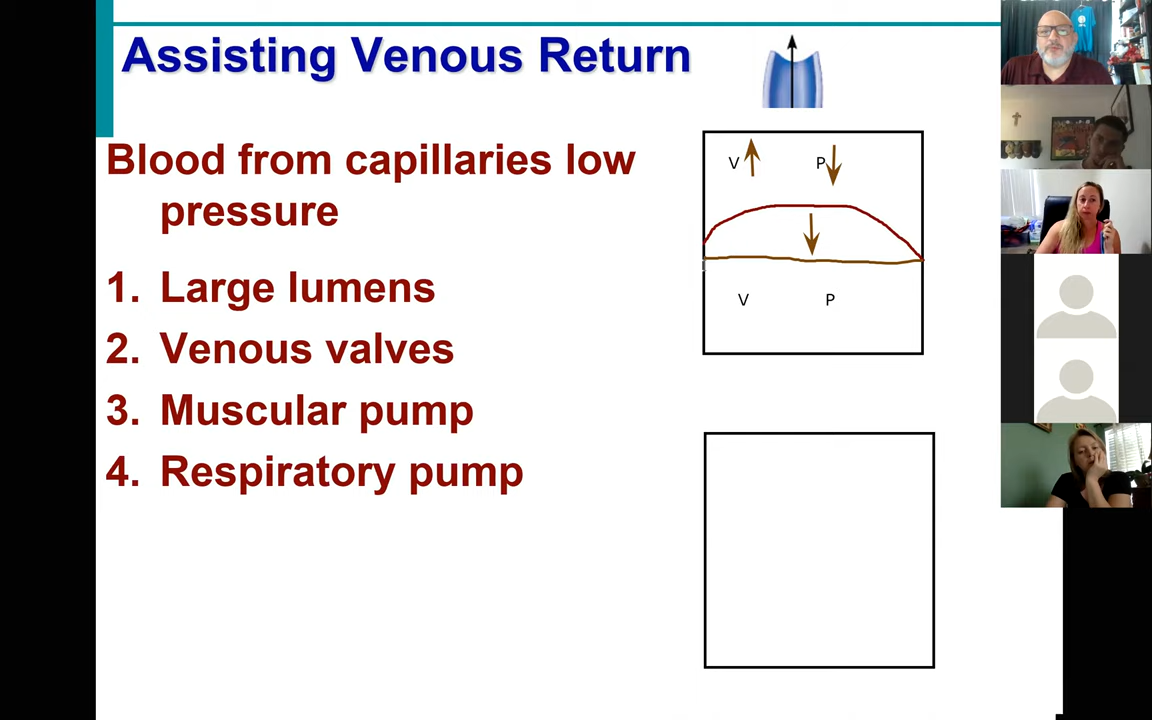 Assisting Venous Return
Blood from capillaries low
pressure
1. Large lumens
2. Venous valves
3. Muscular pump
4. Respiratory pump
V P
V P